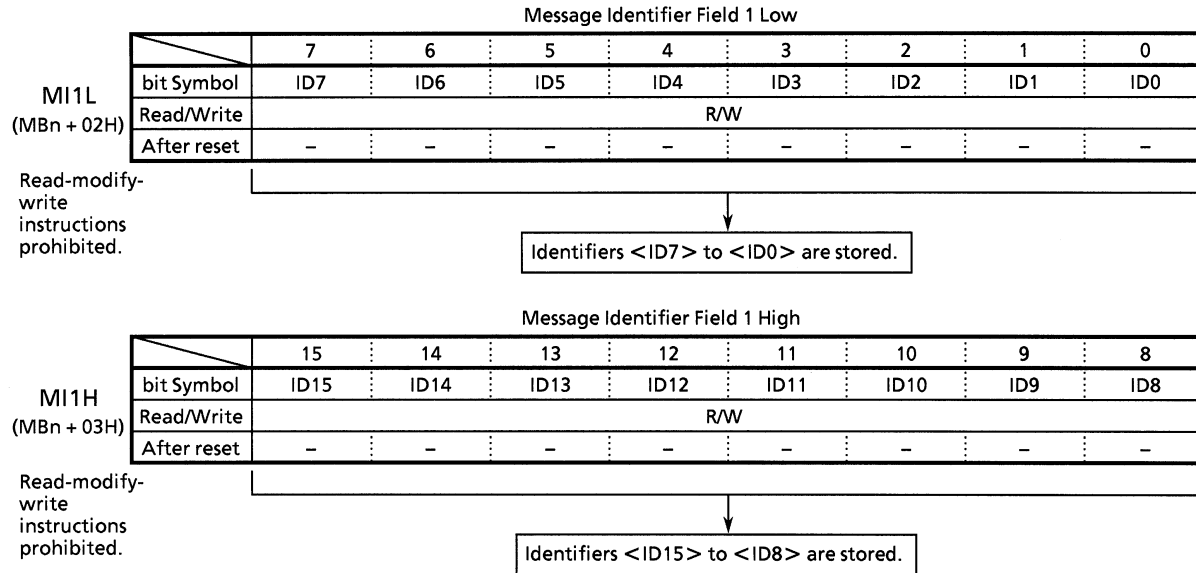 Message Identifier Field 1 Low
7 6 5 4 3 2 1 0
bit Symbol ID7 ID6 ID5 ID4 ID3 ID2 ID1 ID0
MI1L
(MBn + 02H)
Read/Write R/W
After reset – – – – – – – –
Read-modify-
write
instructions
prohibited.
Identifiers <ID7> to <ID0> are stored.
Message Identifier Field 1 High
15 14 13 12 11 10 9 8
bit Symbol ID15 ID14 ID13 ID12 ID11 ID10 ID9 ID8
MI1H
(MBn + 03H)
Read/Write R/W
After reset – – – – – – – –
Read-modify-
write
instructions
prohibited.
Identifiers <ID15> to <ID8> are stored.